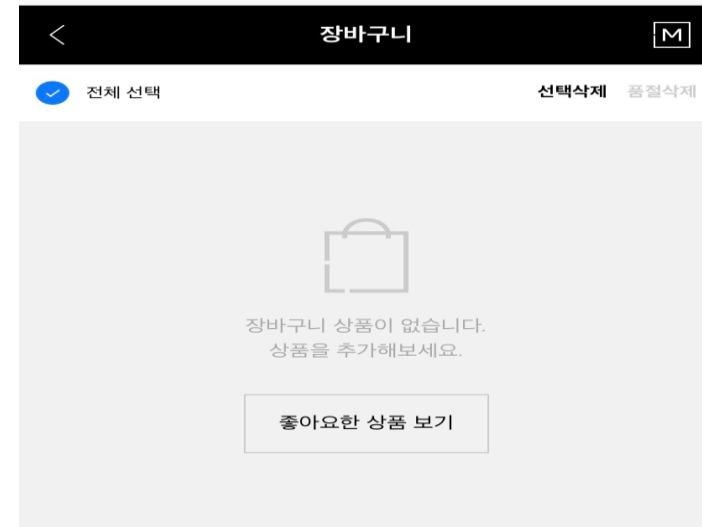 장바구니
M
전체 선택
선택삭제 품절삭제
장바구니 상품이 없습니다.
상품을 추가해보세요.
좋아요한 상품 보기